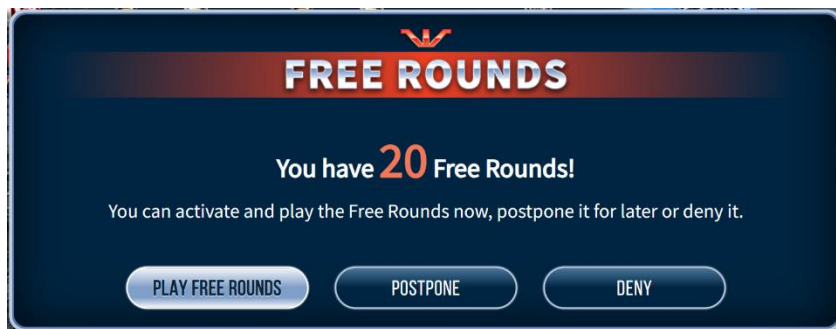 FREE ROUNDS
You have 20 Free Rounds!
You can activate and play the Free Rounds now, postpone it for later or deny it.
PLAY FREE ROUNDS
POSTPONE
DENY